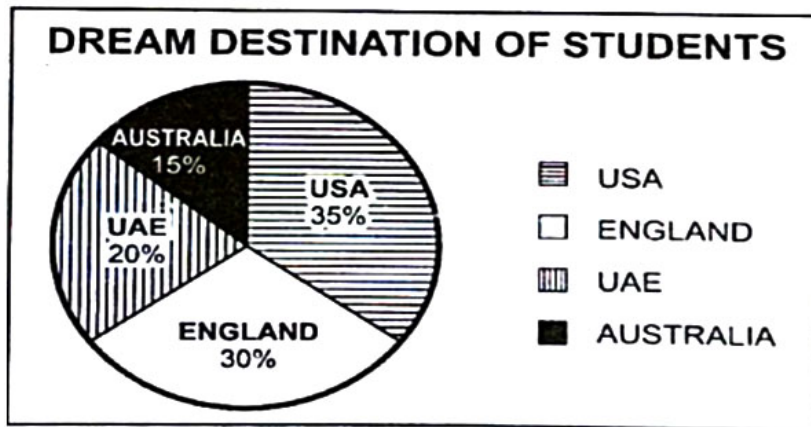 DREAM DESTINATION OF STUDENTS
AUSTRALIA
15%
USA
35%
UAE
20%
ENGLAND
30%
USA
ENGLAND
UAE
AUSTRALIA